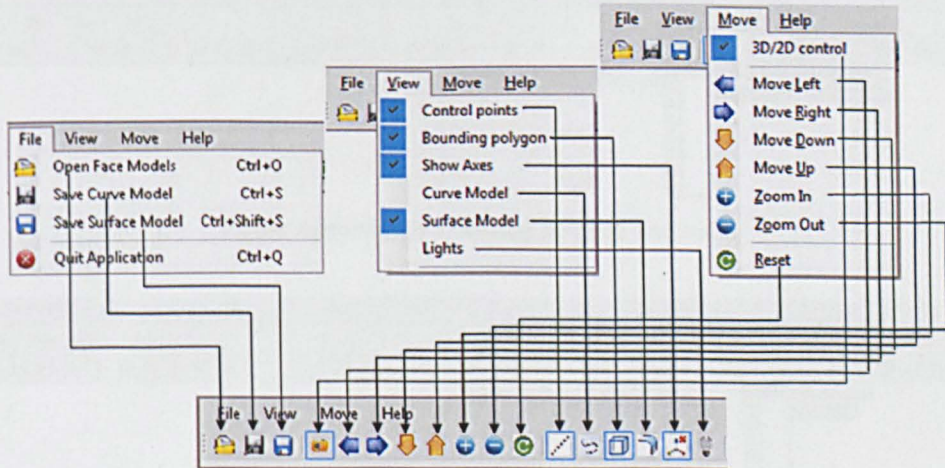 File View Move Help
Open Face Models Ctrl+O
Save Curve Model Ctrl+S
Save Surface Model Ctrl+Shift+S
Quit Application Ctrl+Q
File View Move Help
Control points
Bounding polygon
Show Axes
Curve Model
Surface Model
Lights
File View Move Help
3D/2D control
Move Left
Move Right
Move Down
Move Up
Zoom In
Zoom Out
Reset
File View Move Help